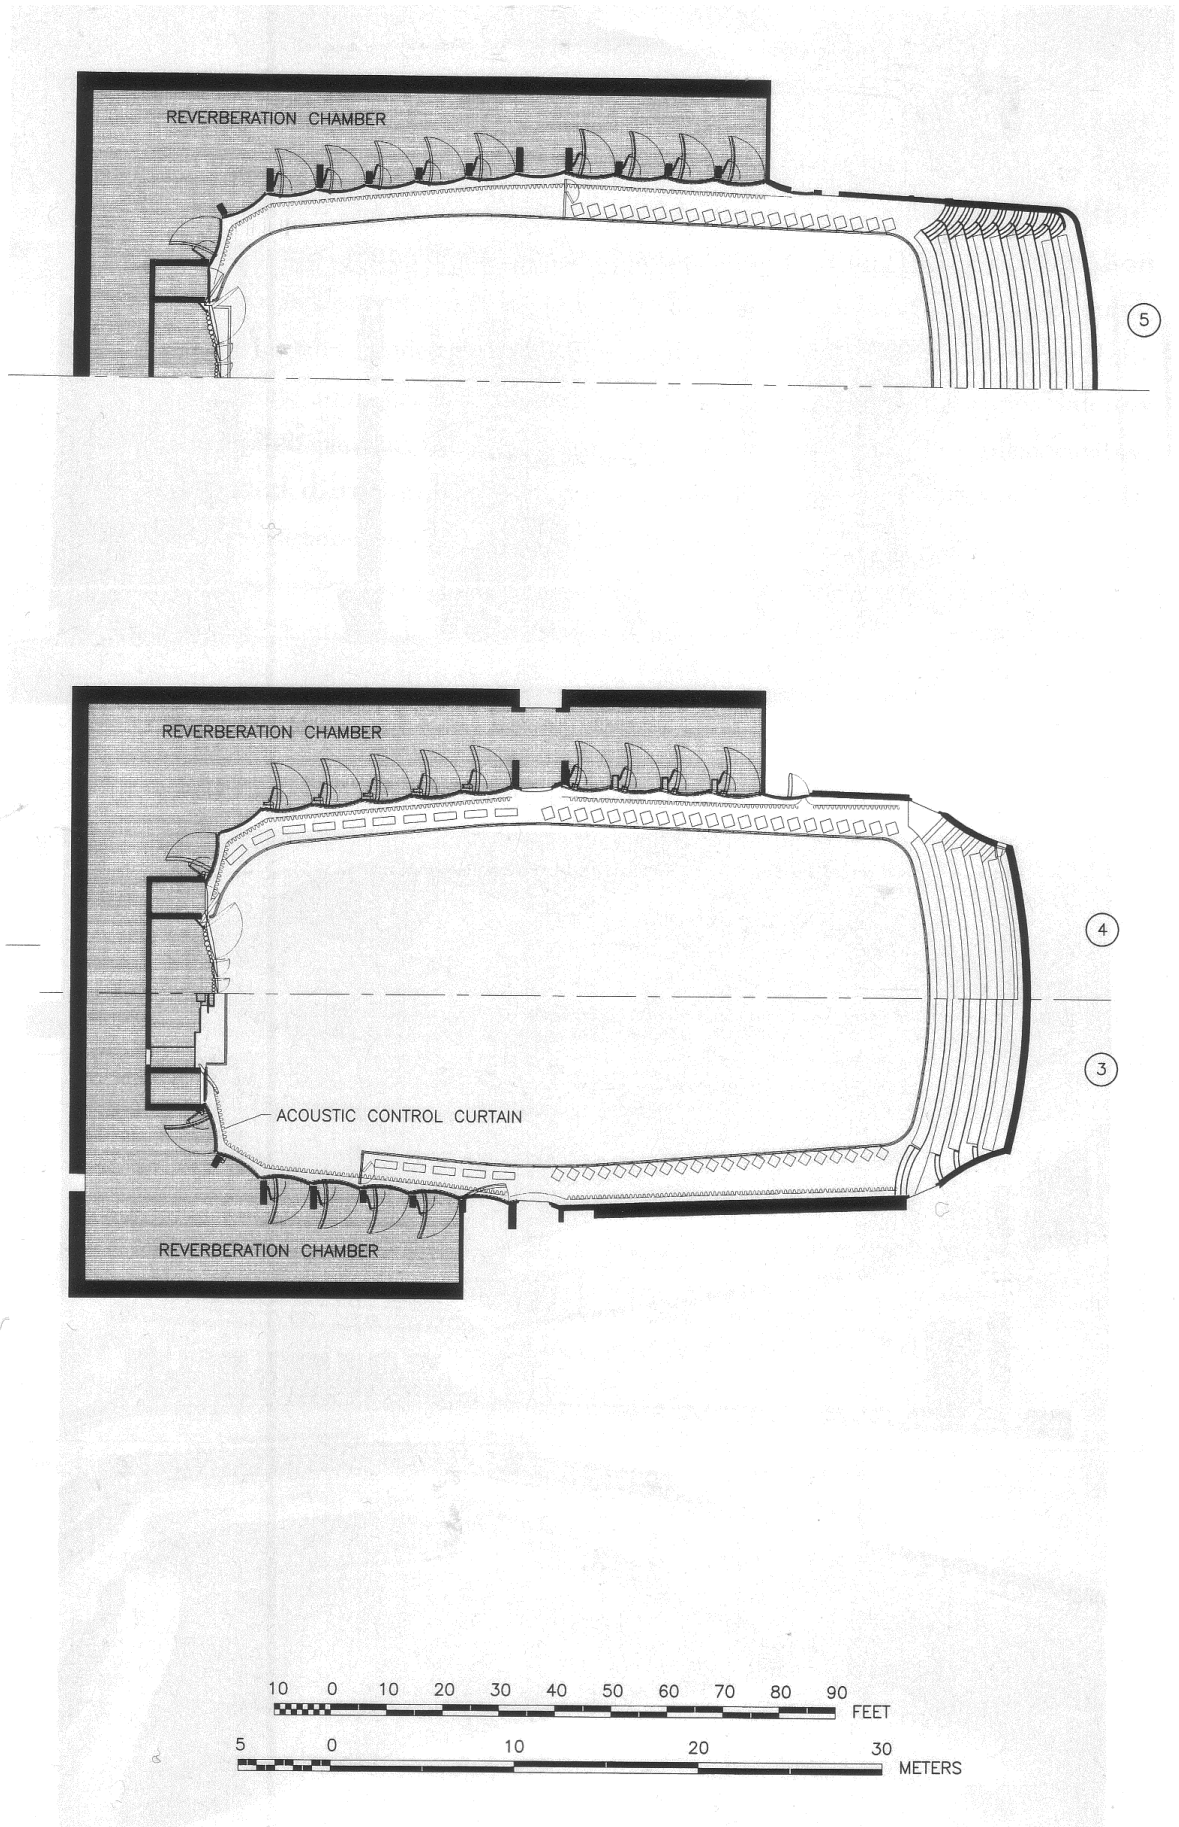 REVERBERATION CHAMBER
5
REVERBERATION CHAMBER
4
3
ACOUSTIC CONTROL CURTAIN
REVERBERATION CHAMBER
10 0 10 20 30 40 50 60 70 80 90
FEET
5 0 10 20 30
METERS